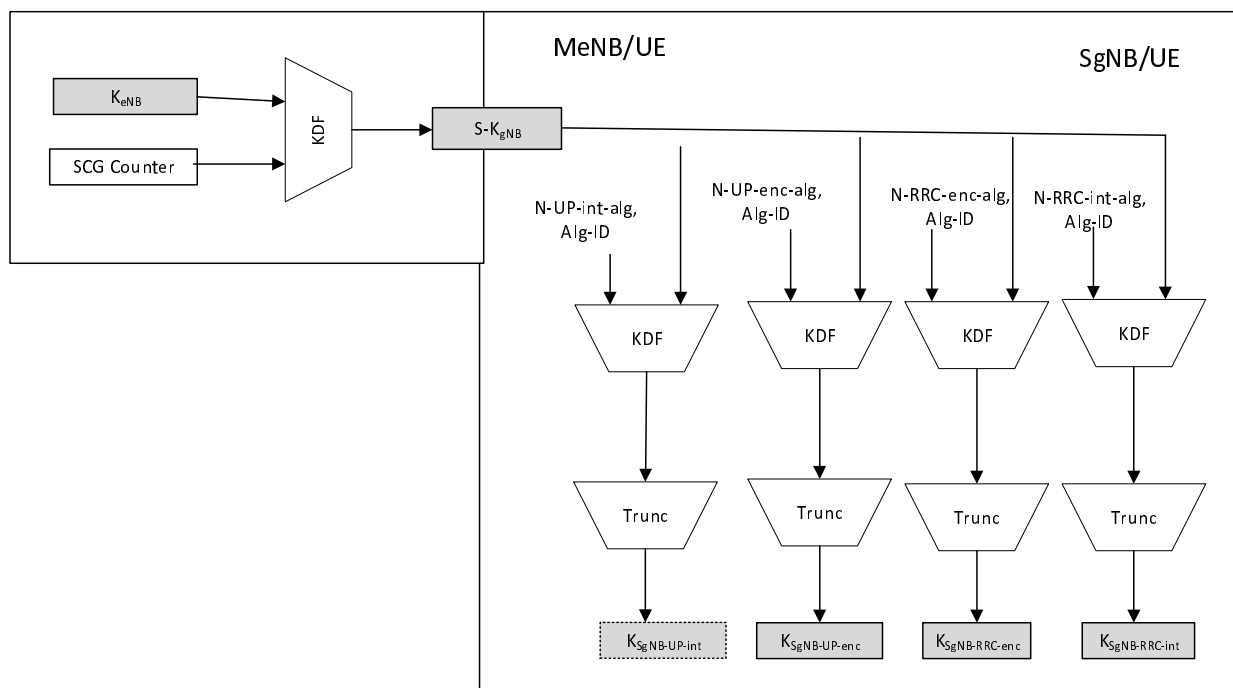 MeNB/UE
SgNB/UE
KeNB
SCG Counter
KDF
S-KgNB
N-UP-int-alg,
Alg-ID
N-UP-enc-alg,
Alg-ID
N-RRC-enc-alg,
Alg-ID
N-RRC-int-alg,
Alg-ID
KDF
KDF
KDF
KDF
Trunc
Trunc
Trunc
Trunc
KSgNB-UP-int
KSgNB-UP-enc
KSgNB-RRC-enc
KSgNB-RRC-int